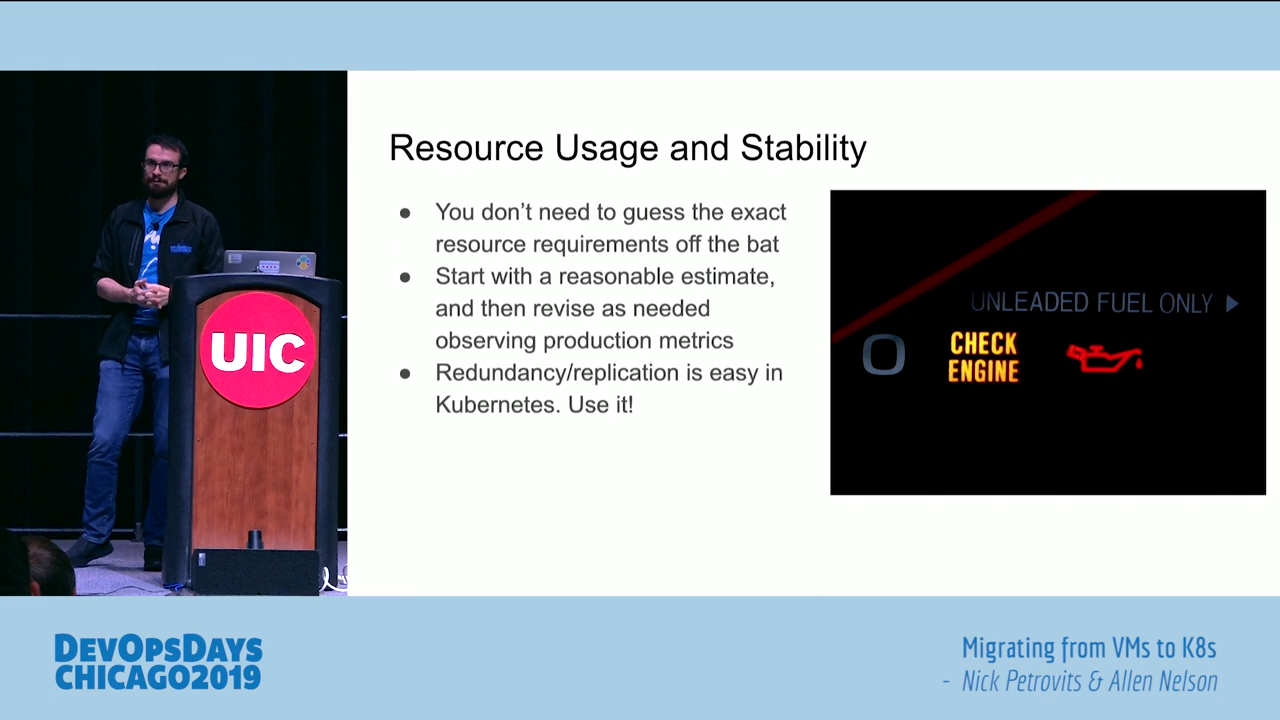 Resource Usage and Stability
● You don’t need to guess the exact
resource requirements off the bat
● Start with a reasonable estimate,
and then revise as needed
observing production metrics
● Redundancy/replication is easy in
Kubernetes. Use it!
UNLEADED FUEL ONLY
CHECK
ENGINE
UIC
DEVOPSDAYS
CHICAGO2019
Migrating from VMs to K8s
- Nick Petrovits & Allen Nelson